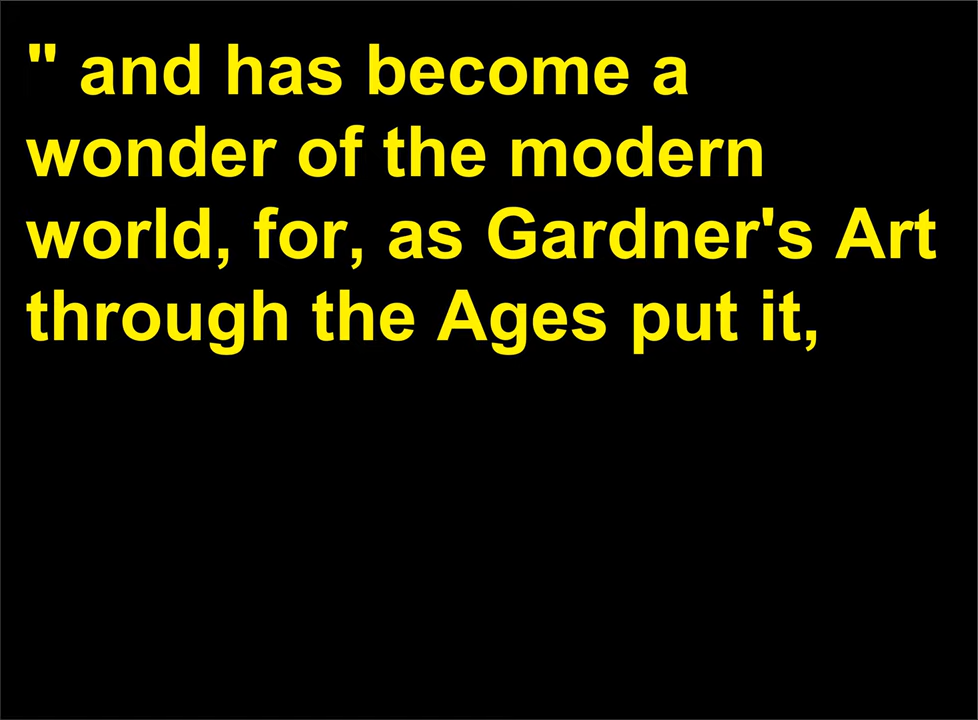 " and has become a
wonder of the modern
world, for, as Gardner's Art
through the Ages put it,